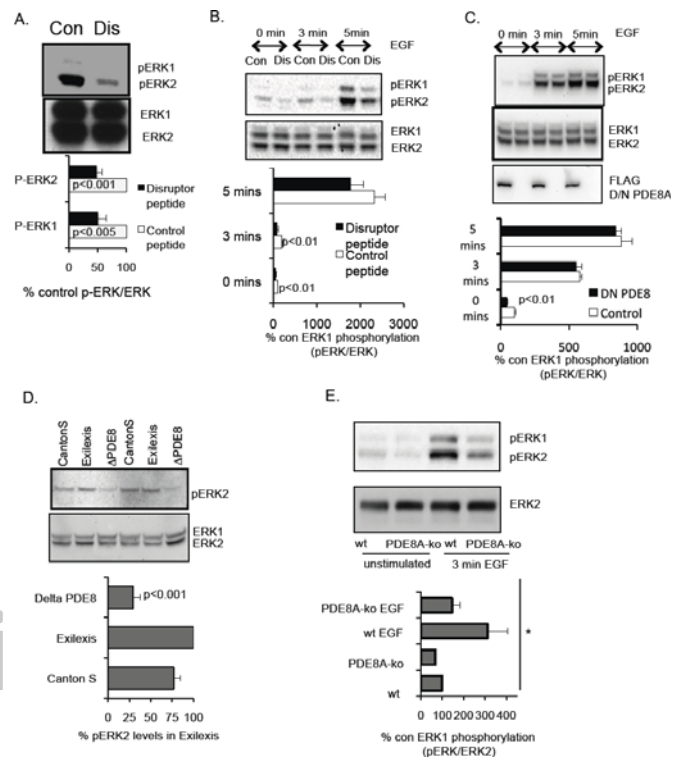 A.
Con Dis
pERK1
pERK2
ERK1
ERK2
P-ERK2
p<0.001
P-ERK1
p<0.005
Disruptor
peptide
Control
peptide
0 50 100
% control p-ERK/ERK
B.
0 min 3 min 5min EGF
Con Dis Con Dis Con Dis
pERK1
pERK2
ERK1
ERK2
5 mins
3 mins
p<0.01
0 mins
p<0.01
Disruptor
peptide
Control
peptide
0 1000 2000 3000
% con ERK1 phosphorylation
(pERK/ERK)
C.
0 min 3 min 5min EGF
pERK1
pERK2
ERK1
ERK2
FLAG
D/N PDE8A
5
mins
3
mins
0
mins
p<0.01
DN PDE8
Control
0 500 1000
% con ERK1 phosphorylation
(pERK/ERK)
D.
CantonS
Exilexis
ΔPDE8
CantonS
Exilexis
ΔPDE8
pERK2
ERK1
ERK2
Delta PDE8
p<0.001
Exilexis
Canton S
0 25 50 75 100
% pERK2 levels in Exilexis
E.
pERK1
pERK2
ERK2
wt PDE8A-ko wt PDE8A-ko
unstimulated 3 min EGF
PDE8A-ko EGF
wt EGF
PDE8A-ko
wt
*
0 100 200 300 400
% con ERK1 phosphorylation
(pERK/ERK2)